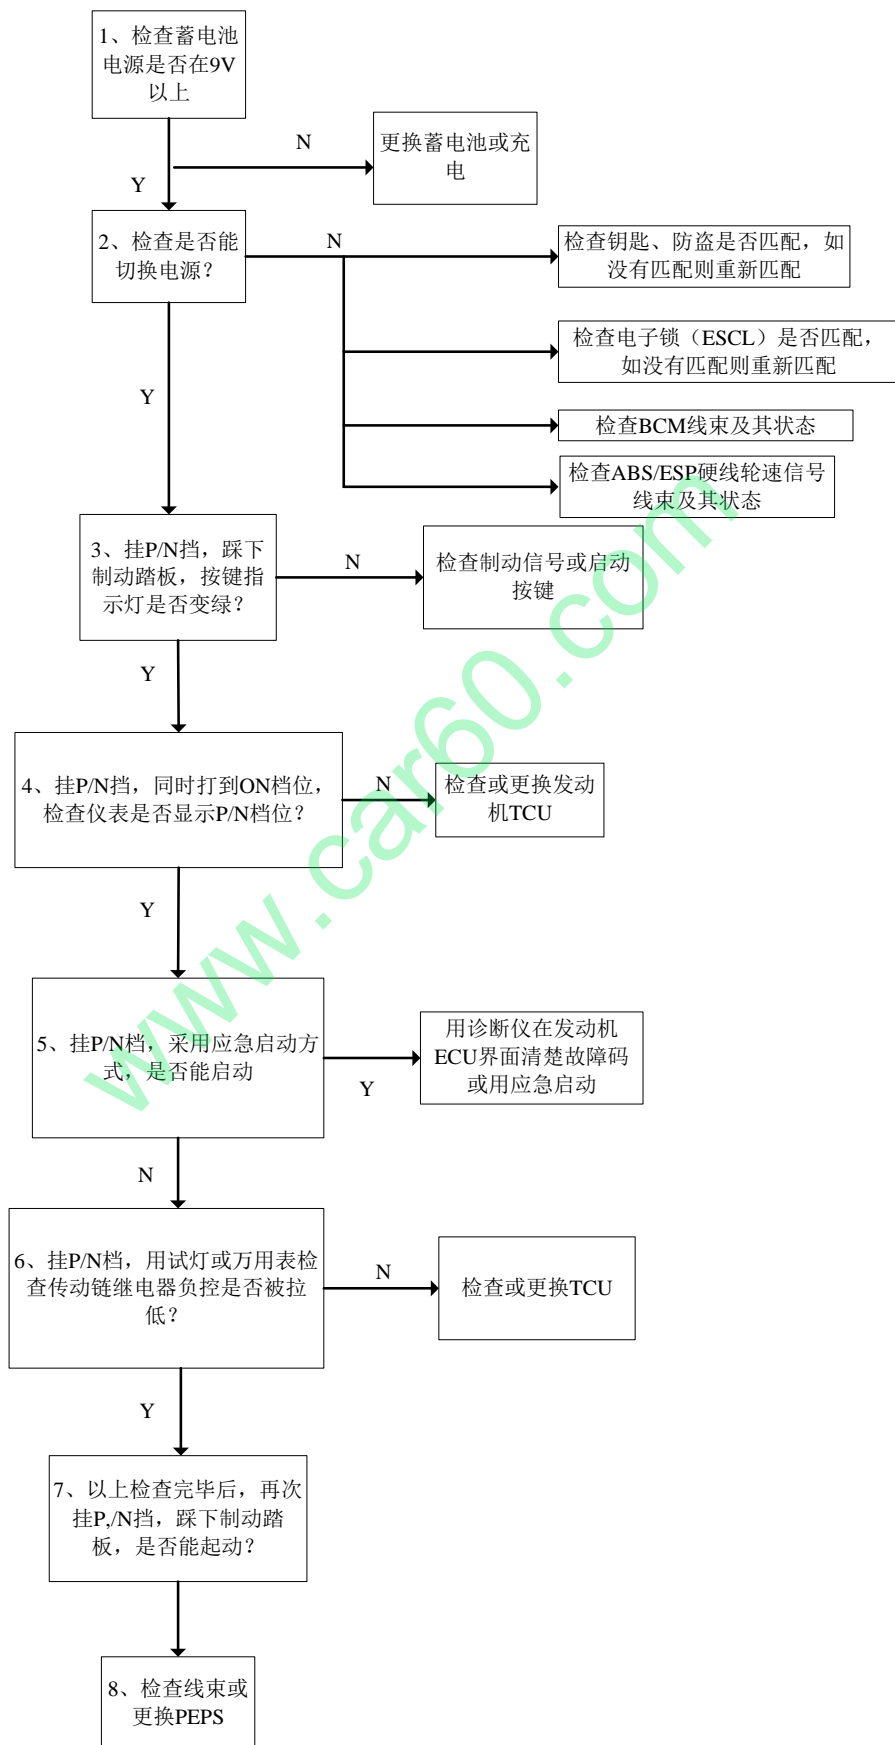 1、检查蓄电池
电源是否在9V
以上
N
更换蓄电池或充
电
Y
2、检查是否能
切换电源？
N
检查钥匙、防盗是否匹配，如
没有匹配则重新匹配
检查电子锁（ESCL）是否匹配，
如没有匹配则重新匹配
Y
检查BCM线束及其状态
检查ABS/ESP硬线轮速信号
线束及其状态
3、挂P/N挡，踩下
制动踏板，按键指
示灯是否变绿？
N
检查制动信号或启动
按键
Y
4、挂P/N挡，同时打到ON档位，
检查仪表是否显示P/N档位？
N
检查或更换发动
机TCU
Y
5、挂P/N档，采用应急启动方
式，是否能启动
Y
用诊断仪在发动机
ECU界面清楚故障码
或用应急启动
N
6、挂P/N档，用试灯或万用表检
查传动链继电器负控是否被拉
低？
N
检查或更换TCU
Y
7、以上检查完毕后，再次
挂P,/N挡，踩下制动踏
板，是否能起动？
8、检查线束或
更换PEPS
www.car60.com